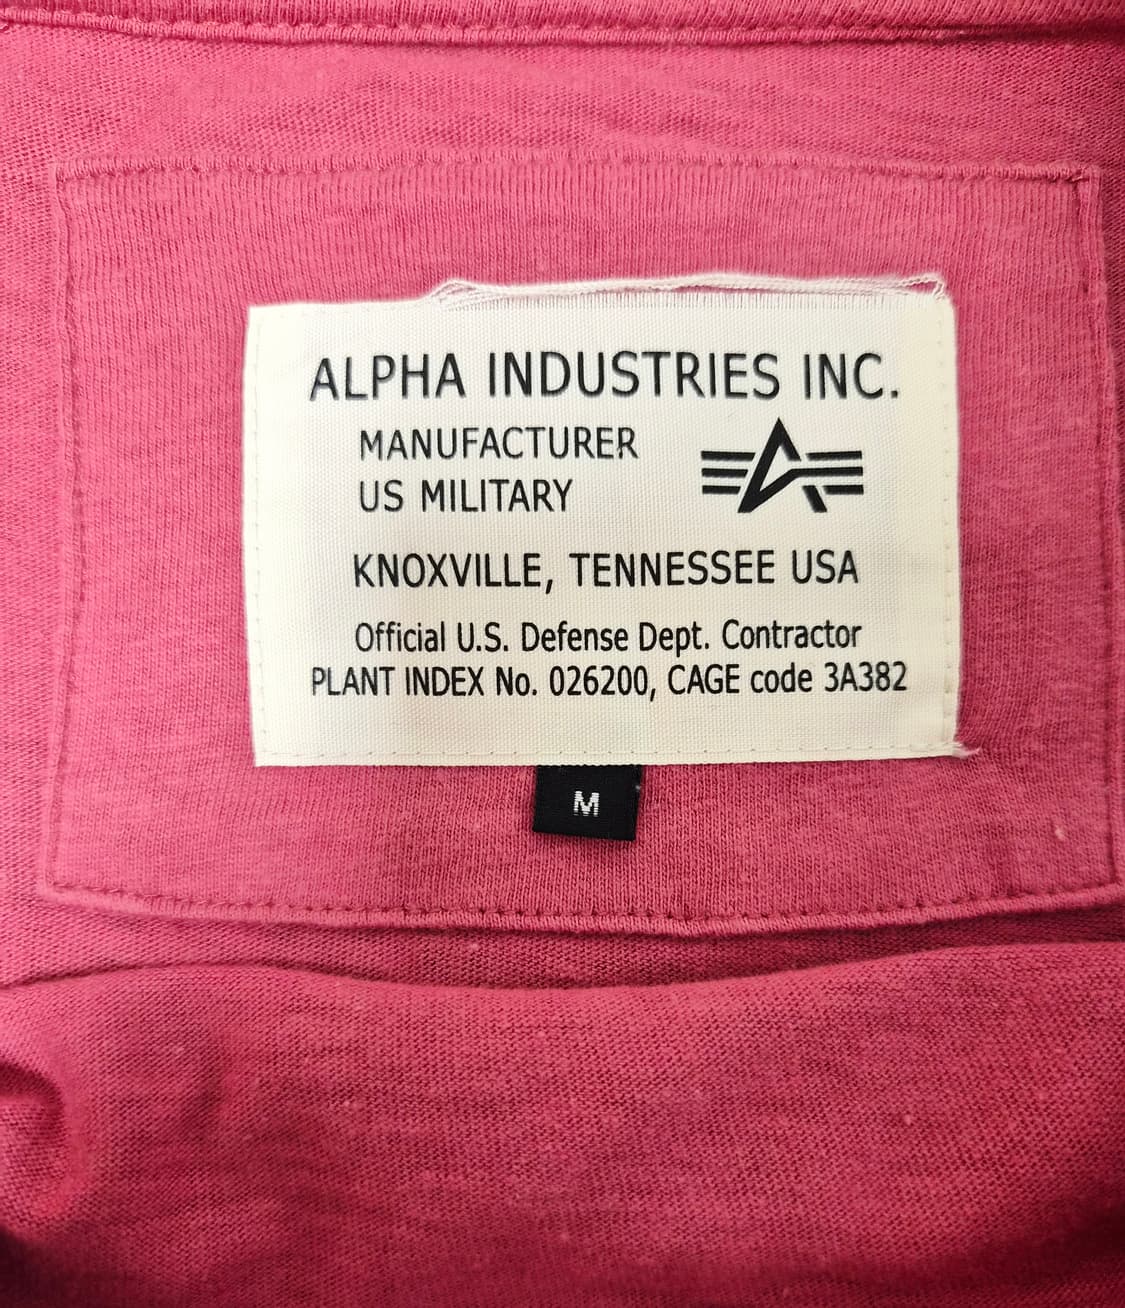 ALPHA INDUSTRIES INC.
MANUFACTURER
US MILITARY
KNOXVILLE, TENNESSEE USA
Official U.S. Defense Dept. Contractor
PLANT INDEX No. 026200, CAGE code 3A382
M